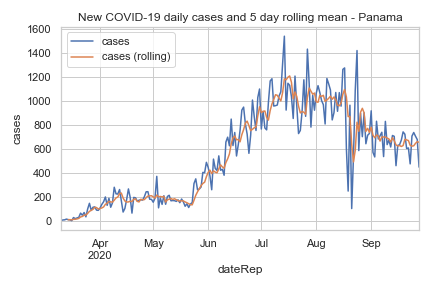 New COVID-19 daily cases and 5 day rolling mean - Panama
cases
cases (rolling)
1600
1400
1200
1000
800
600
400
200
0
cases
Apr
2020
May
Jun
Jul
Aug
Sep
dateRep